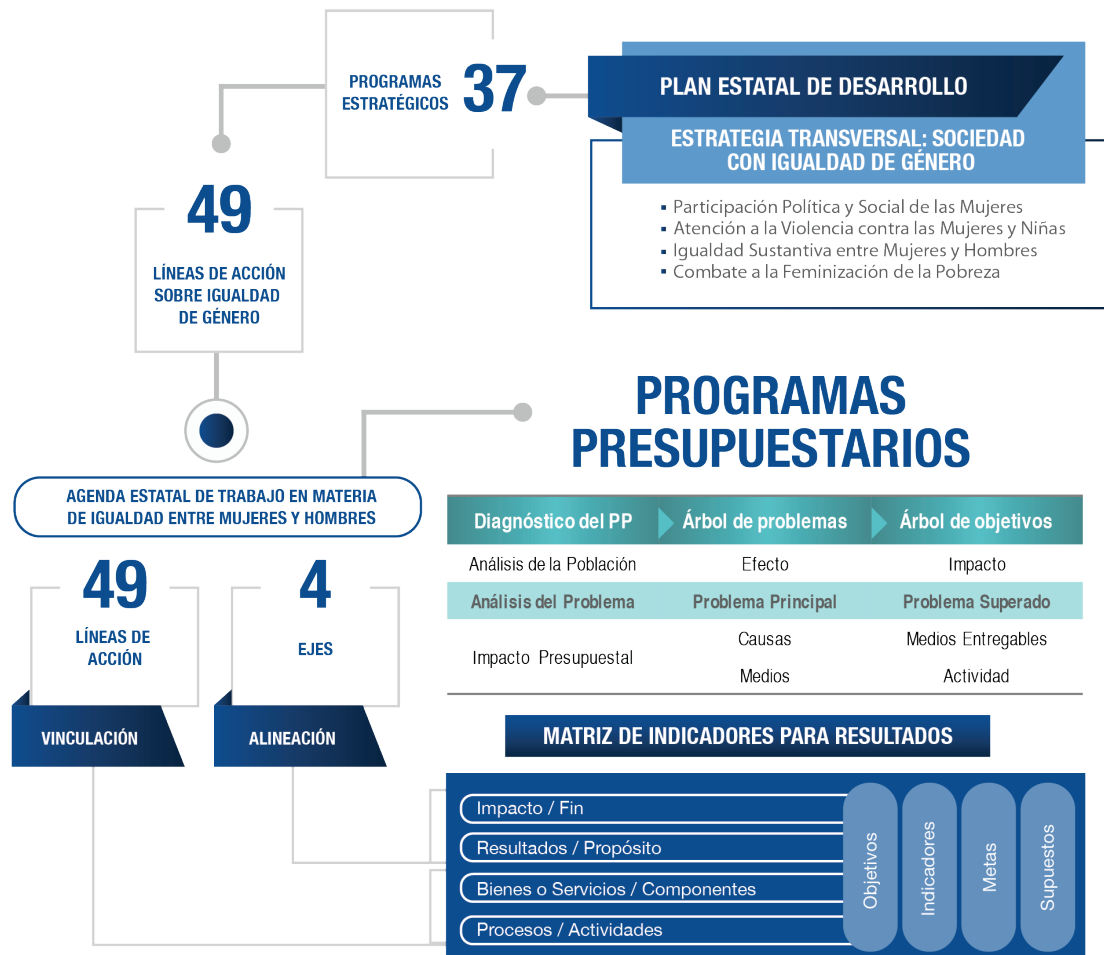 PROGRAMAS
ESTRATÉGICOS
37
PLAN ESTATAL DE DESARROLLO
ESTRATEGIA TRANSVERSAL: SOCIEDAD
CON IGUALDAD DE GÉNERO
▪ Participación Política y Social de las Mujeres
▪ Atención a la Violencia contra las Mujeres y Niñas
▪ Igualdad Sustantiva entre Mujeres y Hombres
▪ Combate a la Feminización de la Pobreza
49
LÍNEAS DE ACCIÓN
SOBRE IGUALDAD
DE GÉNERO
AGENDA ESTATAL DE TRABAJO EN MATERIA
DE IGUALDAD ENTRE MUJERES Y HOMBRES
49
LÍNEAS DE
ACCIÓN
VINCULACIÓN
4
EJES
ALINEACIÓN
PROGRAMAS
PRESUPUESTARIOS
Diagnóstico del PP Árbol de problemas Árbol de objetivos
Análisis de la Población Efecto Impacto
Análisis del Problema Problema Principal Problema Superado
Impacto Presupuestal
Causas Medios Entregables
Medios Actividad
MATRIZ DE INDICADORES PARA RESULTADOS
Impacto / Fin
Resultados / Propósito
Bienes o Servicios / Componentes
Procesos / Actividades
Objetivos
Indicadores
Metas
Supuestos